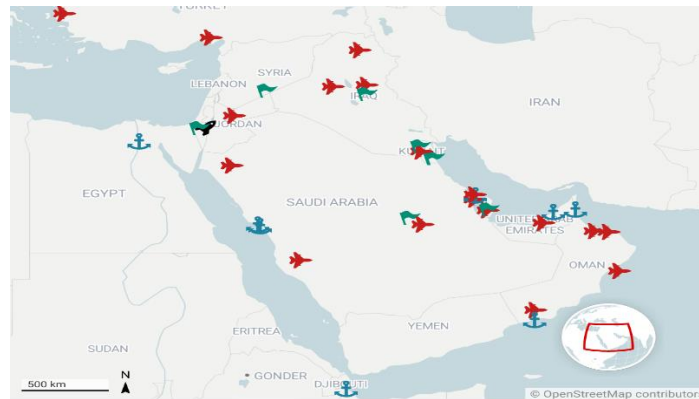 TURKEY
SYRIA
LEBANON
IRAQ
IRAN
JORDAN
EGYPT
SAUDI ARABIA
UNITED ARAB
EMIRATES
OMAN
YEMEN
ERITREA
SUDAN
GONDER
DJIBOUTI
500 km
N
© OpenStreetMap contributor